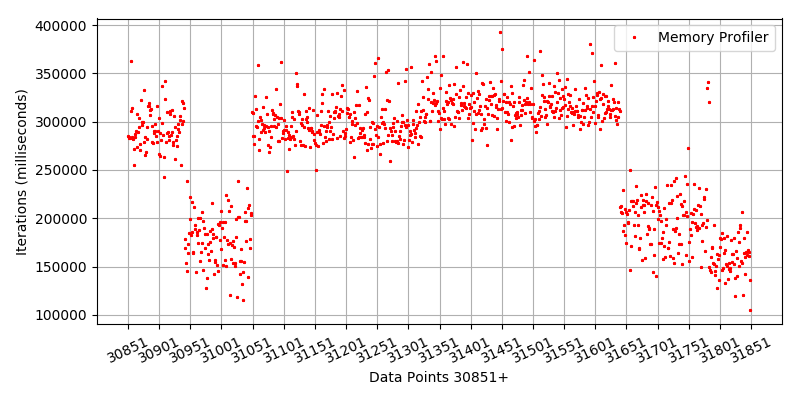 400000
350000
300000
250000
200000
150000
100000
Iterations (milliseconds)
Memory Profiler
30851 30901 30951 31001 31051 31101 31151 31201 31251 31301 31351 31401 31451 31501 31551 31601 31651 31701 31751 31801 31851
Data Points 30851+